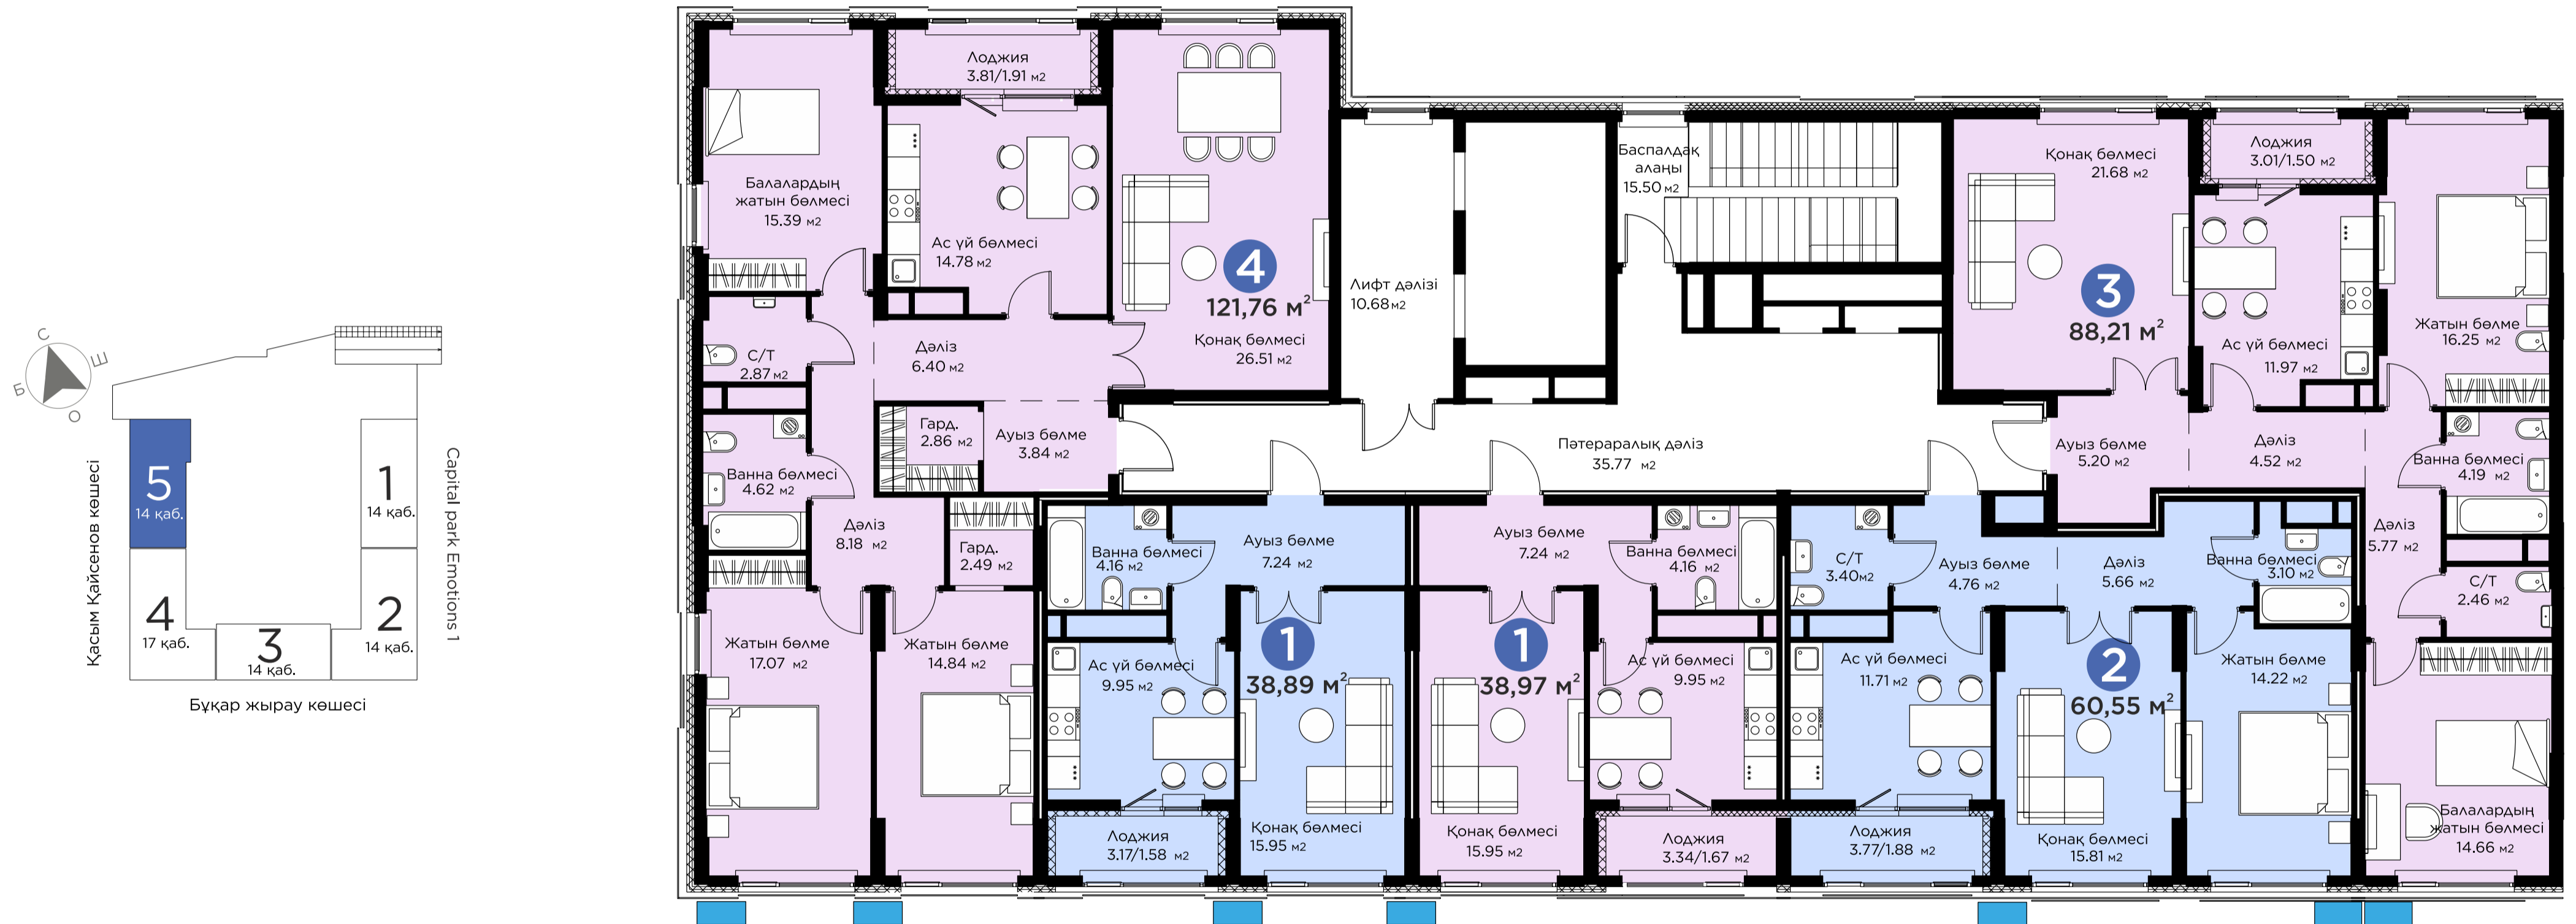 С
Ш
Б
О
5
14 қаб.
1
14 қаб.
4
17 қаб.
3
14 қаб.
2
14 қаб.
Қасым Қайсенов көшесі
Capital park Emotions 1
Бұқар жырау көшесі
Лоджия
3.81/1.91 м2
Балалардың
жатын бөлмесі
15.39 м2
Ас үй бөлмесі
14.78 м2
4
121,76 м²
Қонақ бөлмесі
26.51 м2
С/Т
2.87 м2
Дәліз
6.40 м2
Гард.
2.86 м2
Ауыз бөлме
3.84 м2
Ванна бөлмесі
4.62 м2
Дәліз
8.18 м2
Гард.
2.49 м2
Жатын бөлме
17.07 м2
Жатын бөлме
14.84 м2
Лифт дәлізі
10.68 м2
Баспалдақ
алаңы
15.50 м2
Пәтераралық дәліз
35.77 м2
Ванна бөлмесі
4.16 м2
Ауыз бөлме
7.24 м2
Ас үй бөлмесі
9.95 м2
1
38,89 м²
Лоджия
3.17/1.58 м2
Қонақ бөлмесі
15.95 м2
Ауыз бөлме
7.24 м2
Ванна бөлмесі
4.16 м2
1
38,97 м²
Ас үй бөлмесі
9.95 м2
Қонақ бөлмесі
15.95 м2
Лоджия
3.34/1.67 м2
С/Т
3.40 м2
Ауыз бөлме
4.76 м2
Дәліз
5.66 м2
Ванна бөлмесі
3.10 м2
Ас үй бөлмесі
11.71 м2
2
60,55 м²
Жатын бөлме
14.22 м2
Лоджия
3.77/1.88 м2
Қонақ бөлмесі
15.81 м2
Қонақ бөлмесі
21.68 м2
3
88,21 м²
Лоджия
3.01/1.50 м2
Ас үй бөлмесі
11.97 м2
Жатын бөлме
16.25 м2
Ауыз бөлме
5.20 м2
Дәліз
4.52 м2
Ванна бөлмесі
4.19 м2
Дәліз
5.77 м2
С/Т
2.46 м2
Балалардың
жатын бөлмесі
14.66 м2